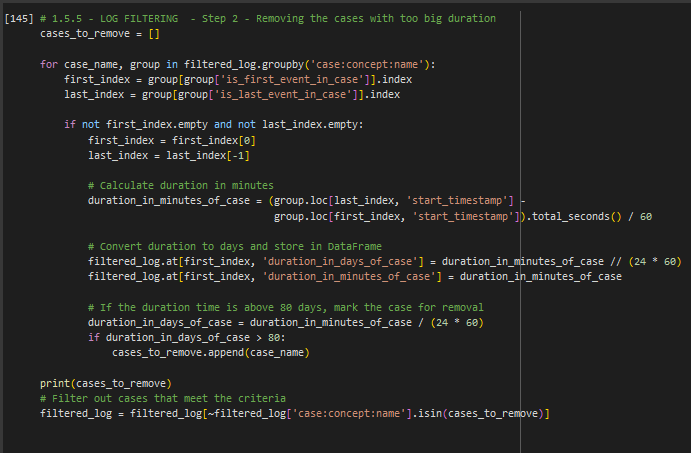 [145] # 1.5.5 - LOG FILTERING  - Step 2 - Removing the cases with too big duration
cases_to_remove = []
for case_name, group in filtered_log.groupby('case:concept:name'):
    first_index = group[group['is_first_event_in_case']].index
    last_index = group[group['is_last_event_in_case']].index
    if not first_index.empty and not last_index.empty:
        first_index = first_index[0]
        last_index = last_index[-1]
        # Calculate duration in minutes
        duration_in_minutes_of_case = (group.loc[last_index, 'start_timestamp'] -
                                       group.loc[first_index, 'start_timestamp']).total_seconds() / 60
        # Convert duration to days and store in DataFrame
        filtered_log.at[first_index, 'duration_in_days_of_case'] = duration_in_minutes_of_case // (24 * 60)
        filtered_log.at[first_index, 'duration_in_minutes_of_case'] = duration_in_minutes_of_case
        # If the duration time is above 80 days, mark the case for removal
        duration_in_days_of_case = duration_in_minutes_of_case / (24 * 60)
        if duration_in_days_of_case > 80:
            cases_to_remove.append(case_name)
print(cases_to_remove)
# Filter out cases that meet the criteria
filtered_log = filtered_log[~filtered_log['case:concept:name'].isin(cases_to_remove)]